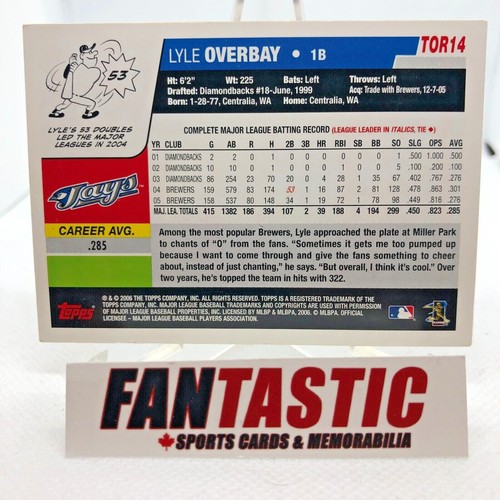 LYLE OVERBAY • 1B
TOR14
53
LYLE'S 53 DOUBLES
LED THE MAJOR
LEAGUES IN 2004
Ht: 6'2" Wt: 225 Bats: Left Throws: Left
Drafted: Diamondbacks #18-June, 1999 Acq: Trade with Brewers, 12-7-05
Born: 1-28-77, Centralia, WA Home: Centralia, WA
COMPLETE MAJOR LEAGUE BATTING RECORD (LEAGUE LEADER IN ITALICS, TIE ♦)
YR CLUB G AB R H 2B 3B HR RBI SB BB SO SLG OPS AVG
01 DIAMONDBACKS 2 2 0 1 0 0 0 0 0 0 1 .500 1.000 .500
02 DIAMONDBACKS 10 10 0 1 0 0 0 1 0 0 5 .100 .200 .100
03 DIAMONDBACKS 86 254 23 70 20 0 4 28 1 35 67 .402 .767 .276
04 BREWERS 159 579 83 174 53 1 16 87 2 81 128 .478 .863 .301
05 BREWERS 158 537 80 148 34 1 19 72 1 78 98 .449 .816 .276
MAJ. LEA. TOTALS 415 1382 186 394 107 2 39 188 4 194 299 .450 .823 .285
Jays
CAREER AVG.
.285
Among the most popular Brewers, Lyle approached the plate at Miller Park
to chants of "O" from the fans. "Sometimes it gets me too pumped up
because I want to come through and give the fans something to cheer
about, instead of just chanting," he says. "But overall, I think it's cool." Over
two years, he's topped the team in hits with 322.
Topps
® & © 2006 THE TOPPS COMPANY, INC. ALL RIGHTS RESERVED. TOPPS IS A REGISTERED TRADEMARK OF THE
TOPPS COMPANY, INC. MAJOR LEAGUE BASEBALL TRADEMARKS AND COPYRIGHTS ARE USED WITH PERMISSION
OF MAJOR LEAGUE BASEBALL PROPERTIES, INC. LICENSED BY MLBP & MLBPA, 2006. © MLBPA, OFFICIAL
LICENSEE - MAJOR LEAGUE BASEBALL PLAYERS ASSOCIATION.
FANTASTIC
SPORTS CARDS & MEMORABILIA